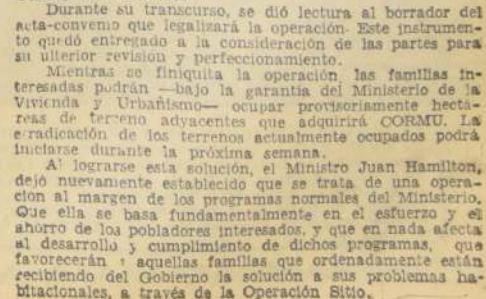 Durante su transcurso, se dió lectura al borrador del
acta-convenio que legalizará la operación. Este instrumen-
to quedó entregado a la consideración de las partes para
su ulterior revisión y perfeccionamiento.
Mientras se finiquita la operación, las familias in-
teresadas podrán —bajo la garantía del Ministerio de la
Vivienda y Urbañismo— ocupar provisoriamente hectá-
reas de terreno adyacentes que adquirirá CORMU. La
erradicación de los terrenos actualmente ocupados podrá
iniciarse durante la próxima semana.
Al lograrse esta solución, el Ministro Juan Hamilton,
dejó nuevamente establecido que se trata de una opera-
ción al margen de los programas normales del Ministerio.
Que ella se basa fundamentalmente en el esfuerzo y el
ahorro de los pobladores interesados, y que en nada afecta
al desarrollo y cumplimiento de dichos programas, que
favorecerán a aquellas familias que ordenadamente están
recibiendo del Gobierno la solución a sus problemas ha-
bitacionales, a través de la Operación Sitio.